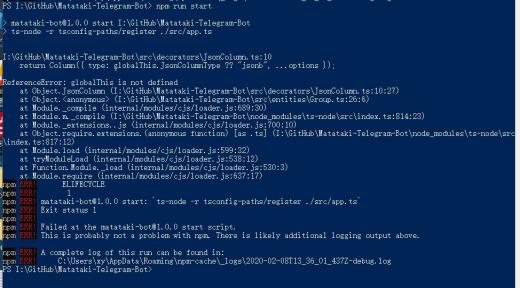 PS I:\GitHub\Matataki-Telegram-Bot> npm run start
> matataki-bot@1.0.0 start I:\GitHub\Matataki-Telegram-Bot
> ts-node -r tsconfig-paths/register ./src/app.ts
I:\GitHub\Matataki-Telegram-Bot\src\decorators\JsonColumn.ts:10
return Column({ type: globalThis.JsonColumnType ?? "jsonb", ...options });
ReferenceError: globalThis is not defined
at Object.JsonColumn (I:\GitHub\Matataki-Telegram-Bot\src\decorators\JsonColumn.ts:10:27)
at Object.<anonymous> (I:\GitHub\Matataki-Telegram-Bot\src\entities\Group.ts:26:6)
at Module._compile (internal/modules/cjs/loader.js:689:30)
at Module.m._compile (I:\GitHub\Matataki-Telegram-Bot\node_modules\ts-node\src\index.ts:814:23)
at Module._extensions..js (internal/modules/cjs/loader.js:700:10)
at Object.require.extensions.(anonymous function) [as .ts] (I:\GitHub\Matataki-Telegram-Bot\node_modules\ts-node\src
\index.ts:817:12)
at Module.load (internal/modules/cjs/loader.js:599:32)
at tryModuleLoad (internal/modules/cjs/loader.js:538:12)
at Function.Module._load (internal/modules/cjs/loader.js:530:3)
at Module.require (internal/modules/cjs/loader.js:637:17)
npm ERR! ELIFECYCLE
npm ERR! 1
npm ERR! matataki-bot@1.0.0 start: `ts-node -r tsconfig-paths/register ./src/app.ts`
npm ERR! Exit status 1
npm ERR!
npm ERR! Failed at the matataki-bot@1.0.0 start script.
npm ERR! This is probably not a problem with npm. There is likely additional logging output above.
npm ERR! A complete log of this run can be found in:
npm ERR! C:\Users\xy\AppData\Roaming\npm-cache\_logs\2020-02-08T13_36_01_437Z-debug.log
PS I:\GitHub\Matataki-Telegram-Bot>